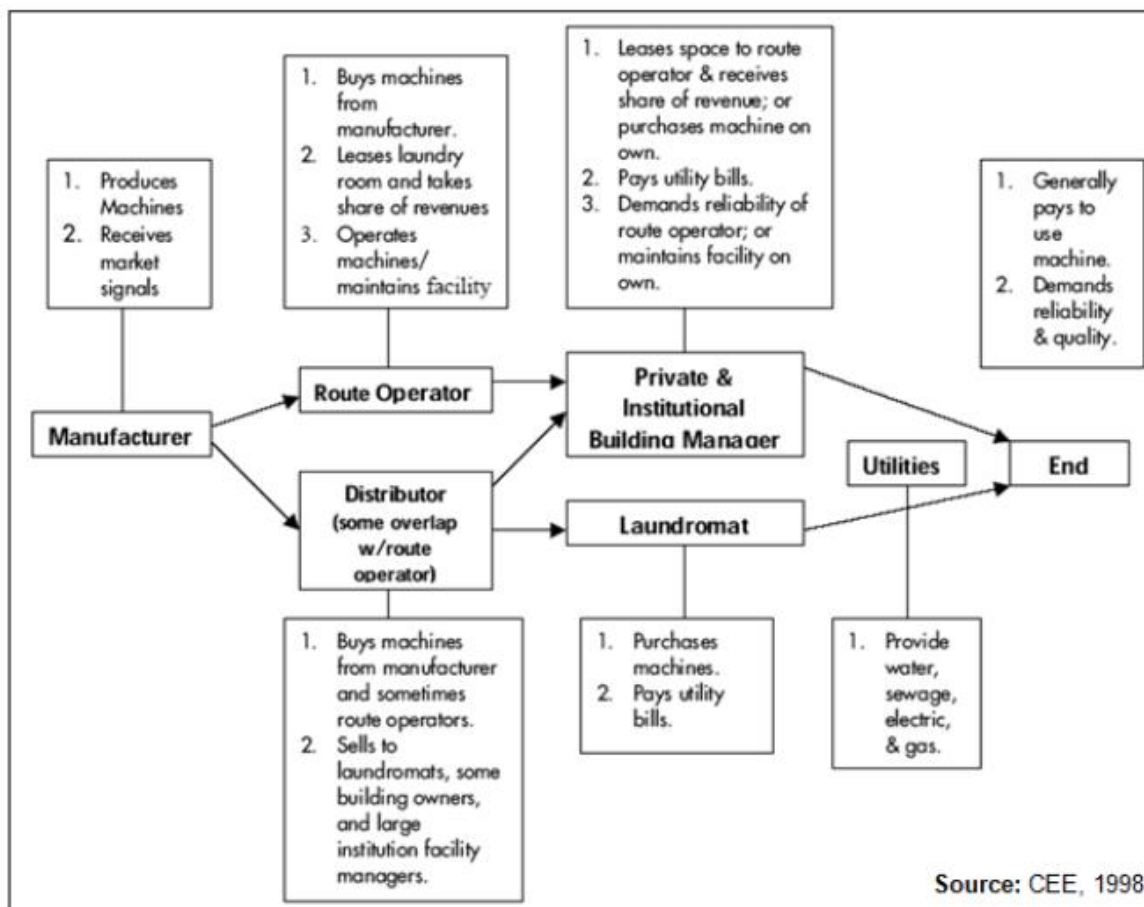 1. Produces
Machines
2. Receives
market
signals
1. Buys machines
from
manufacturer.
2. Leases laundry
room and takes
share of revenues
3. Operates
machines/
maintains facility
1. Leases space to route
operator & receives
share of revenue; or
purchases machine on
own.
2. Pays utility bills.
3. Demands reliability of
route operator; or
maintains facility on
own.
1. Generally
pays to
use
machine.
2. Demands
reliability
& quality.
Manufacturer
Route Operator
Private &
Institutional
Building Manager
Utilities
End
Distributor
(some overlap
w/route
operator)
Laundromat
1. Buys machines
from manufacturer
and sometimes
route operators.
2. Sells to
laundromats, some
building owners,
and large
institution facility
managers.
1. Purchases
machines.
2. Pays utility
bills.
1. Provide
water,
sewage,
electric,
& gas.
Source: CEE, 1998